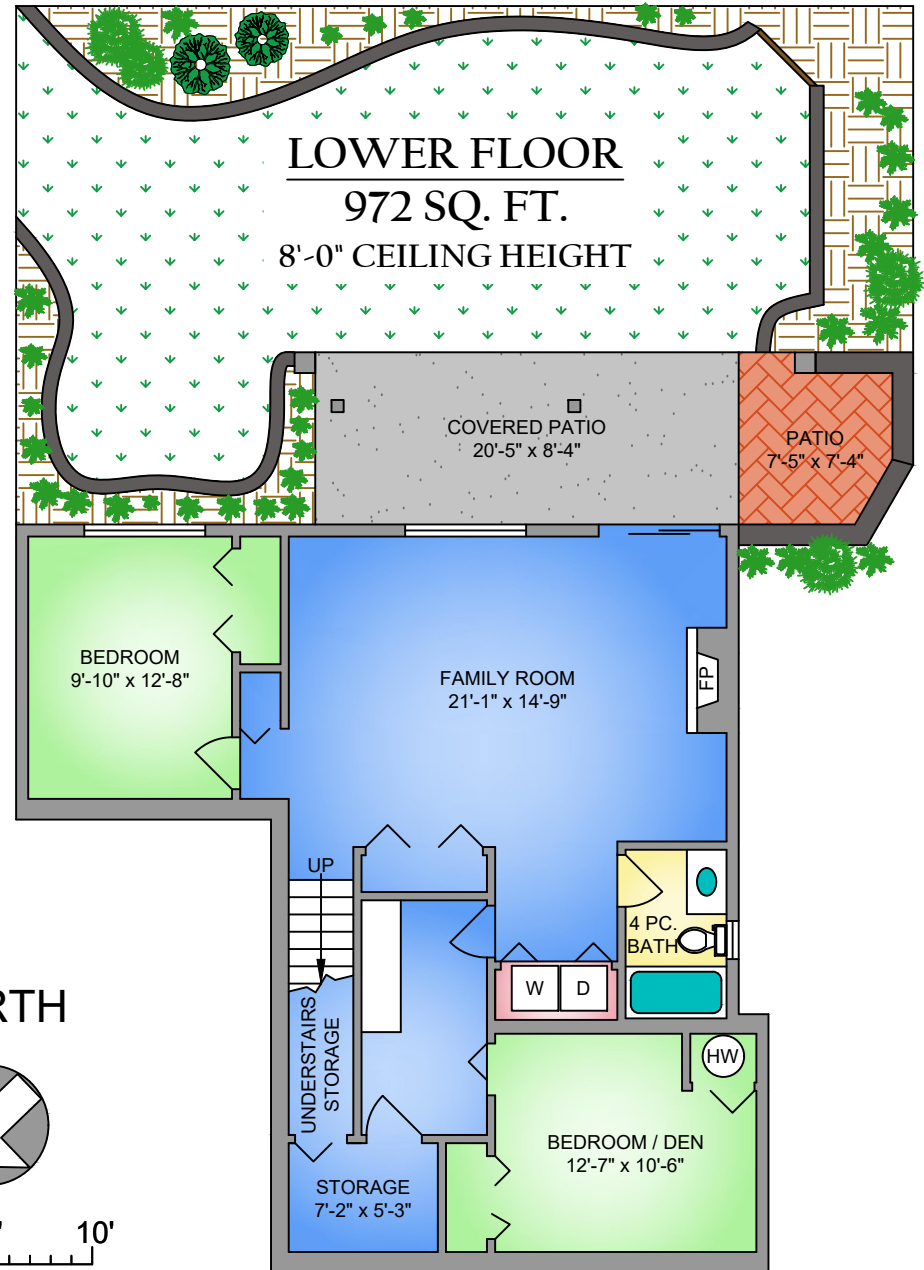 LOWER FLOOR
972 SQ. FT.
8'-0" CEILING HEIGHT
COVERED PATIO
20'-5" x 8'-4"
PATIO
7'-5" x 7'-4"
BEDROOM
9'-10" x 12'-8"
FAMILY ROOM
21'-1" x 14'-9"
FP
UP
4 PC.
BATH
W
D
UNDERSTAIRS
STORAGE
HW
BEDROOM / DEN
12'-7" x 10'-6"
STORAGE
7'-2" x 5'-3"
RTH
10'